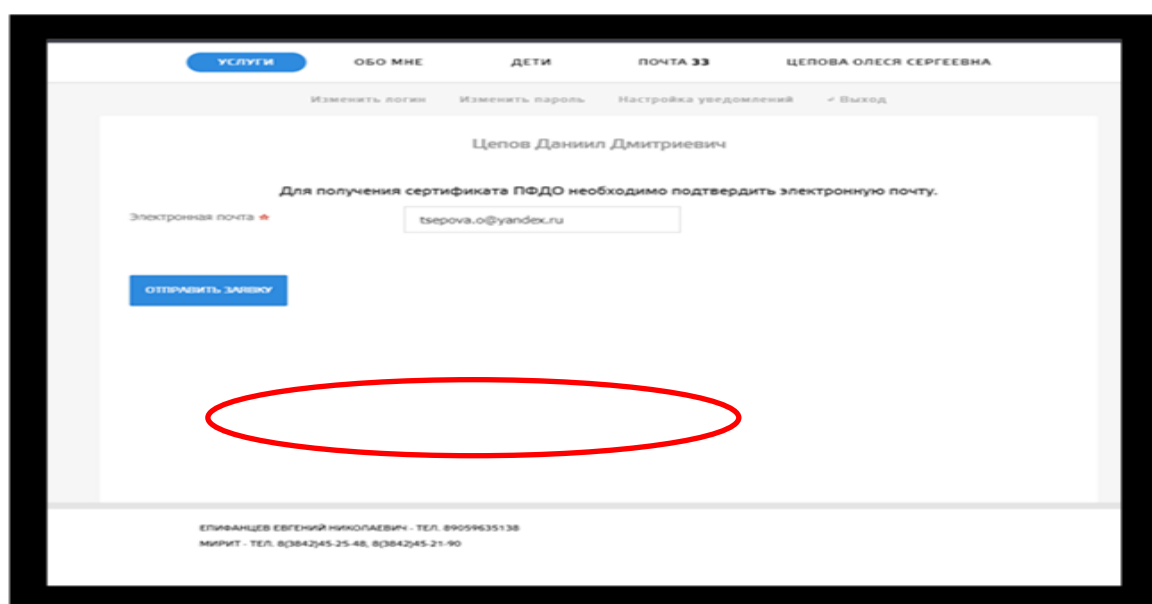 УСЛУГИ ОБО МНЕ ДЕТИ ПОЧТА 33 ЦЕПОВА ОЛЕСЯ СЕРГЕЕВНА
Изменить логин Изменить пароль Настройка уведомлений ✓ Выход
Цепов Даниил Дмитриевич
Для получения сертификата ПФДО необходимо подтвердить электронную почту.
Электронная почта * tsepova.o@yandex.ru
ОТПРАВИТЬ ЗАЯВКУ
ЕПИФАНЦЕВ ЕВГЕНИЙ НИКОЛАЕВИЧ - ТЕЛ. 89059635138
МИРИТ - ТЕЛ. 8(3842)45-25-48, 8(3842)45-21-90